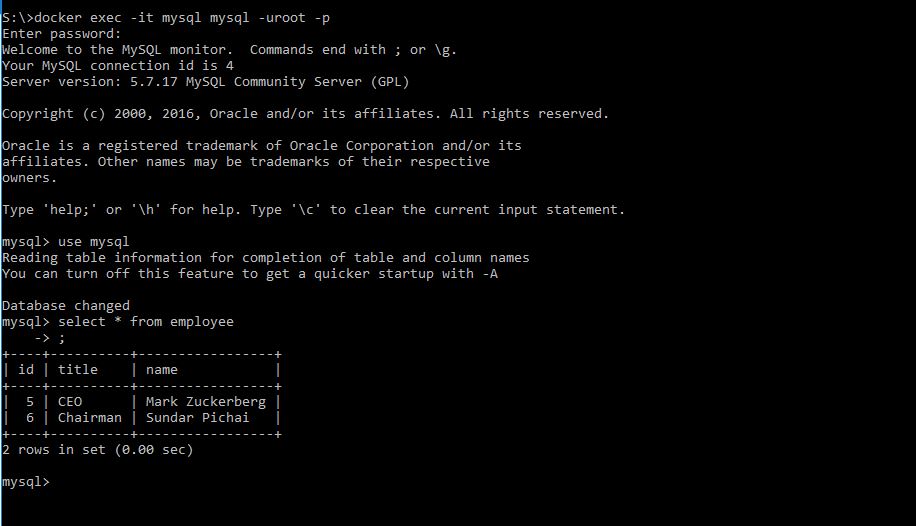 S:\>docker exec -it mysql mysql -uroot -p
Enter password:
Welcome to the MySQL monitor.  Commands end with ; or \g.
Your MySQL connection id is 4
Server version: 5.7.17 MySQL Community Server (GPL)

Copyright (c) 2000, 2016, Oracle and/or its affiliates. All rights reserved.

Oracle is a registered trademark of Oracle Corporation and/or its
affiliates. Other names may be trademarks of their respective
owners.

Type 'help;' or '\h' for help. Type '\c' to clear the current input statement.

mysql> use mysql
Reading table information for completion of table and column names
You can turn off this feature to get a quicker startup with -A

Database changed
mysql> select * from employee
    -> ;
+----+----------+-----------------+
| id | title    | name            |
+----+----------+-----------------+
|  5 | CEO      | Mark Zuckerberg |
|  6 | Chairman | Sundar Pichai   |
+----+----------+-----------------+
2 rows in set (0.00 sec)

mysql>